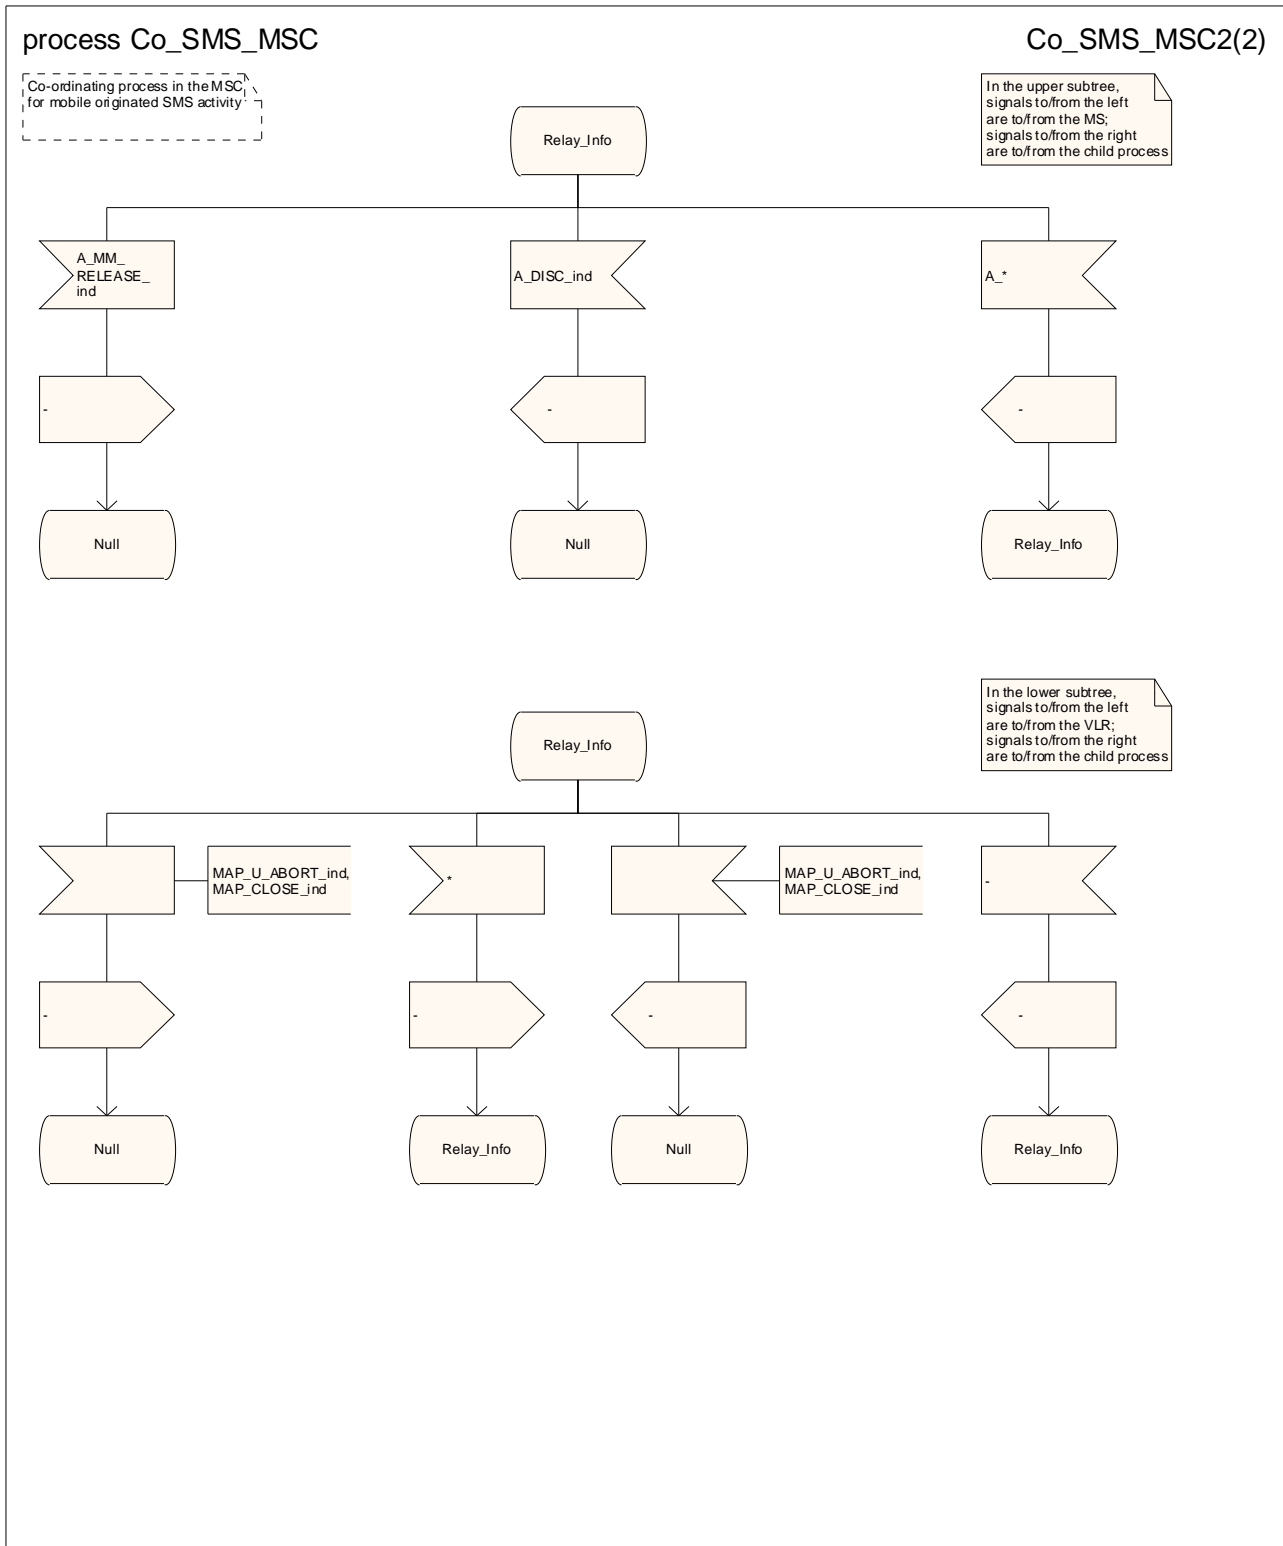 process Co_SMS_MSC
Co_SMS_MSC2(2)
Co-ordinating process in the MSC
for mobile originated SMS activity
In the upper subtree,
signals to/from the left
are to/from the MS;
signals to/from the right
are to/from the child process
Relay_Info
A_MM_
RELEASE_
ind
A_DISC_ind
A_*
-
-
-
Null
Null
Relay_Info
In the lower subtree,
signals to/from the left
are to/from the VLR;
signals to/from the right
are to/from the child process
Relay_Info
MAP_U_ABORT_ind,
MAP_CLOSE_ind
*
MAP_U_ABORT_ind,
MAP_CLOSE_ind
-
-
-
-
-
Null
Relay_Info
Null
Relay_Info